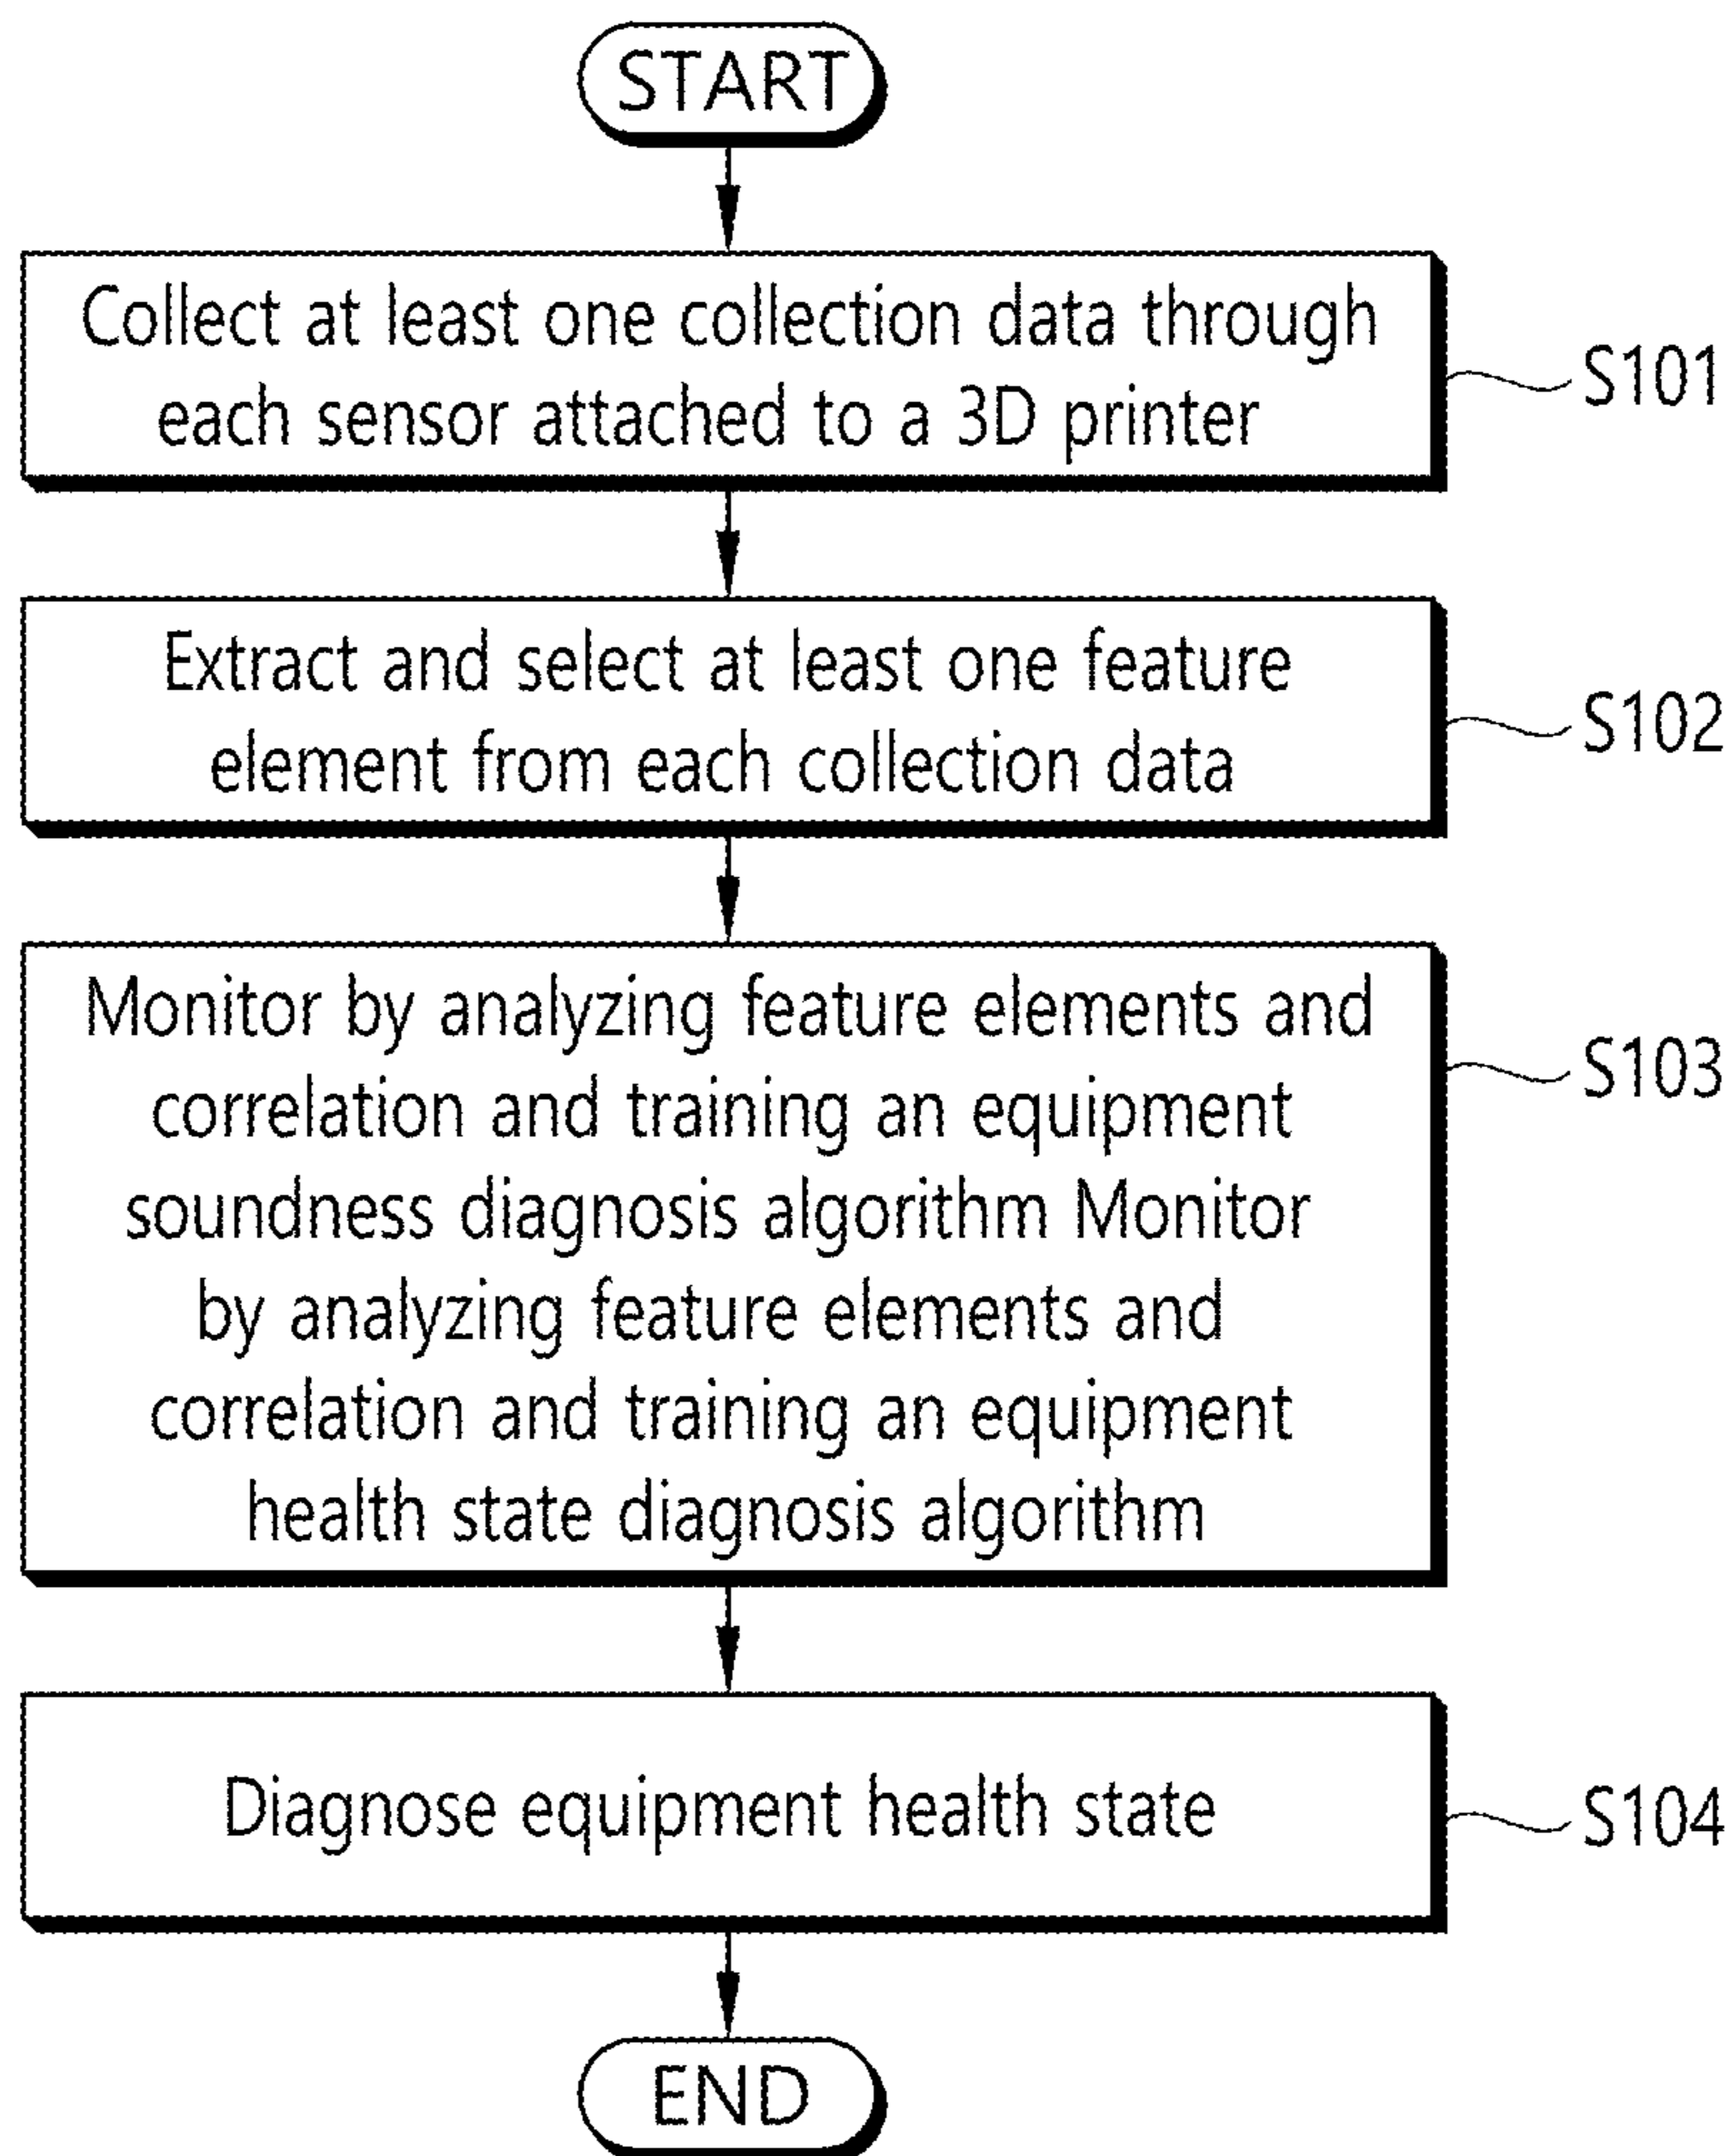 START
Collect at least one collection data through
each sensor attached to a 3D printer
S101
Extract and select at least one feature
element from each collection data
S102
Monitor by analyzing feature elements and
correlation and training an equipment
soundness diagnosis algorithm Monitor
by analyzing feature elements and
correlation and training an equipment
health state diagnosis algorithm
S103
Diagnose equipment health state
S104
END